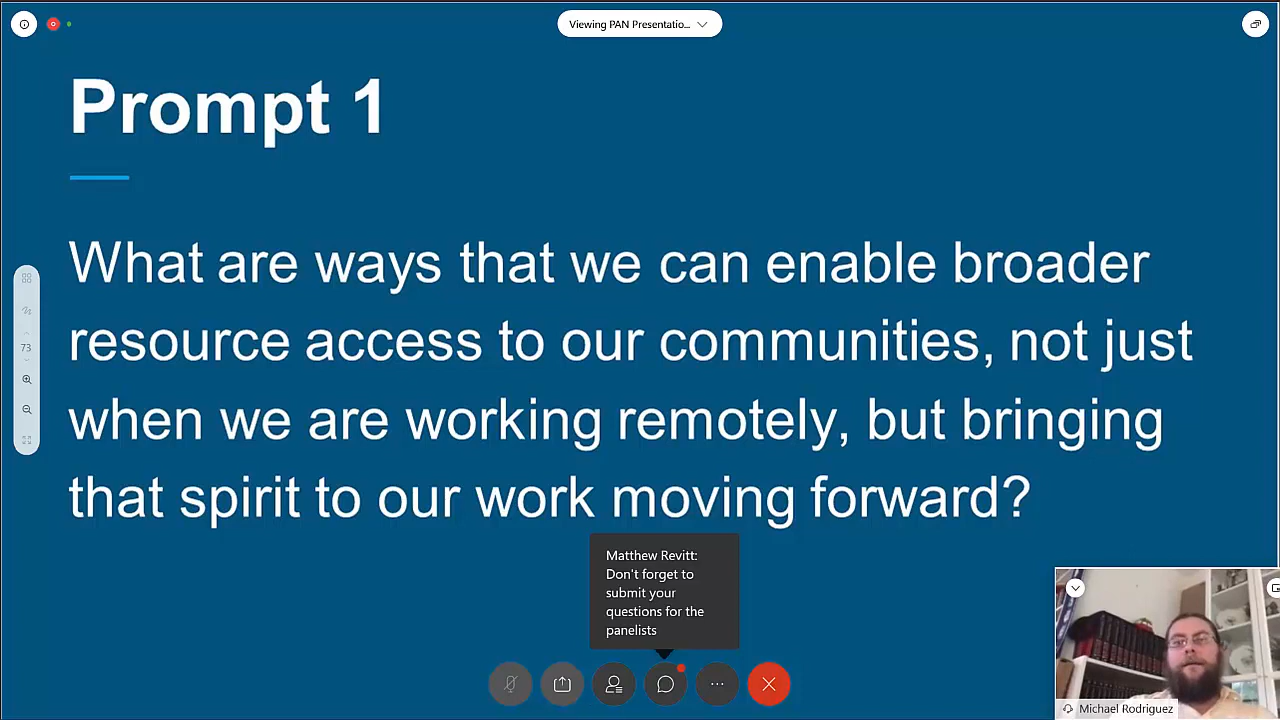 Viewing PAN Presentatio...
Prompt 1
What are ways that we can enable broader
resource access to our communities, not just
when we are working remotely, but bringing
that spirit to our work moving forward?
73
Matthew Revitt:
Don't forget to
submit your
questions for the
panelists
Michael Rodriguez